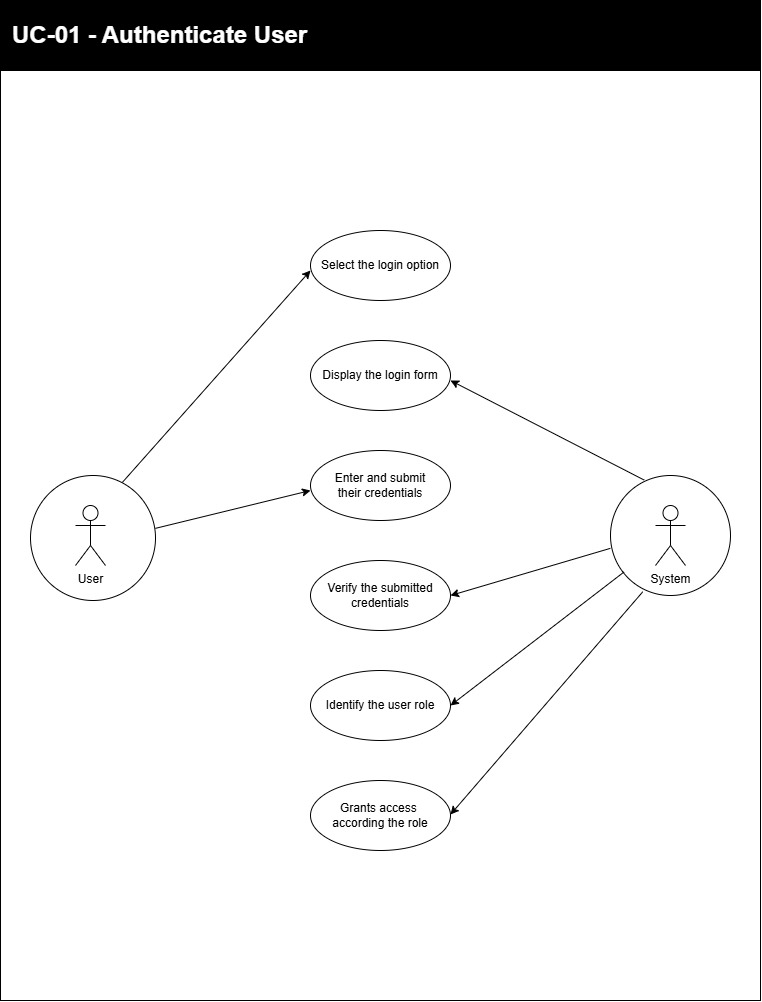 UC-01 - Authenticate User
Select the login option
Display the login form
Enter and submit
their credentials
User
System
Verify the submitted
credentials
Identify the user role
Grants access
according the role